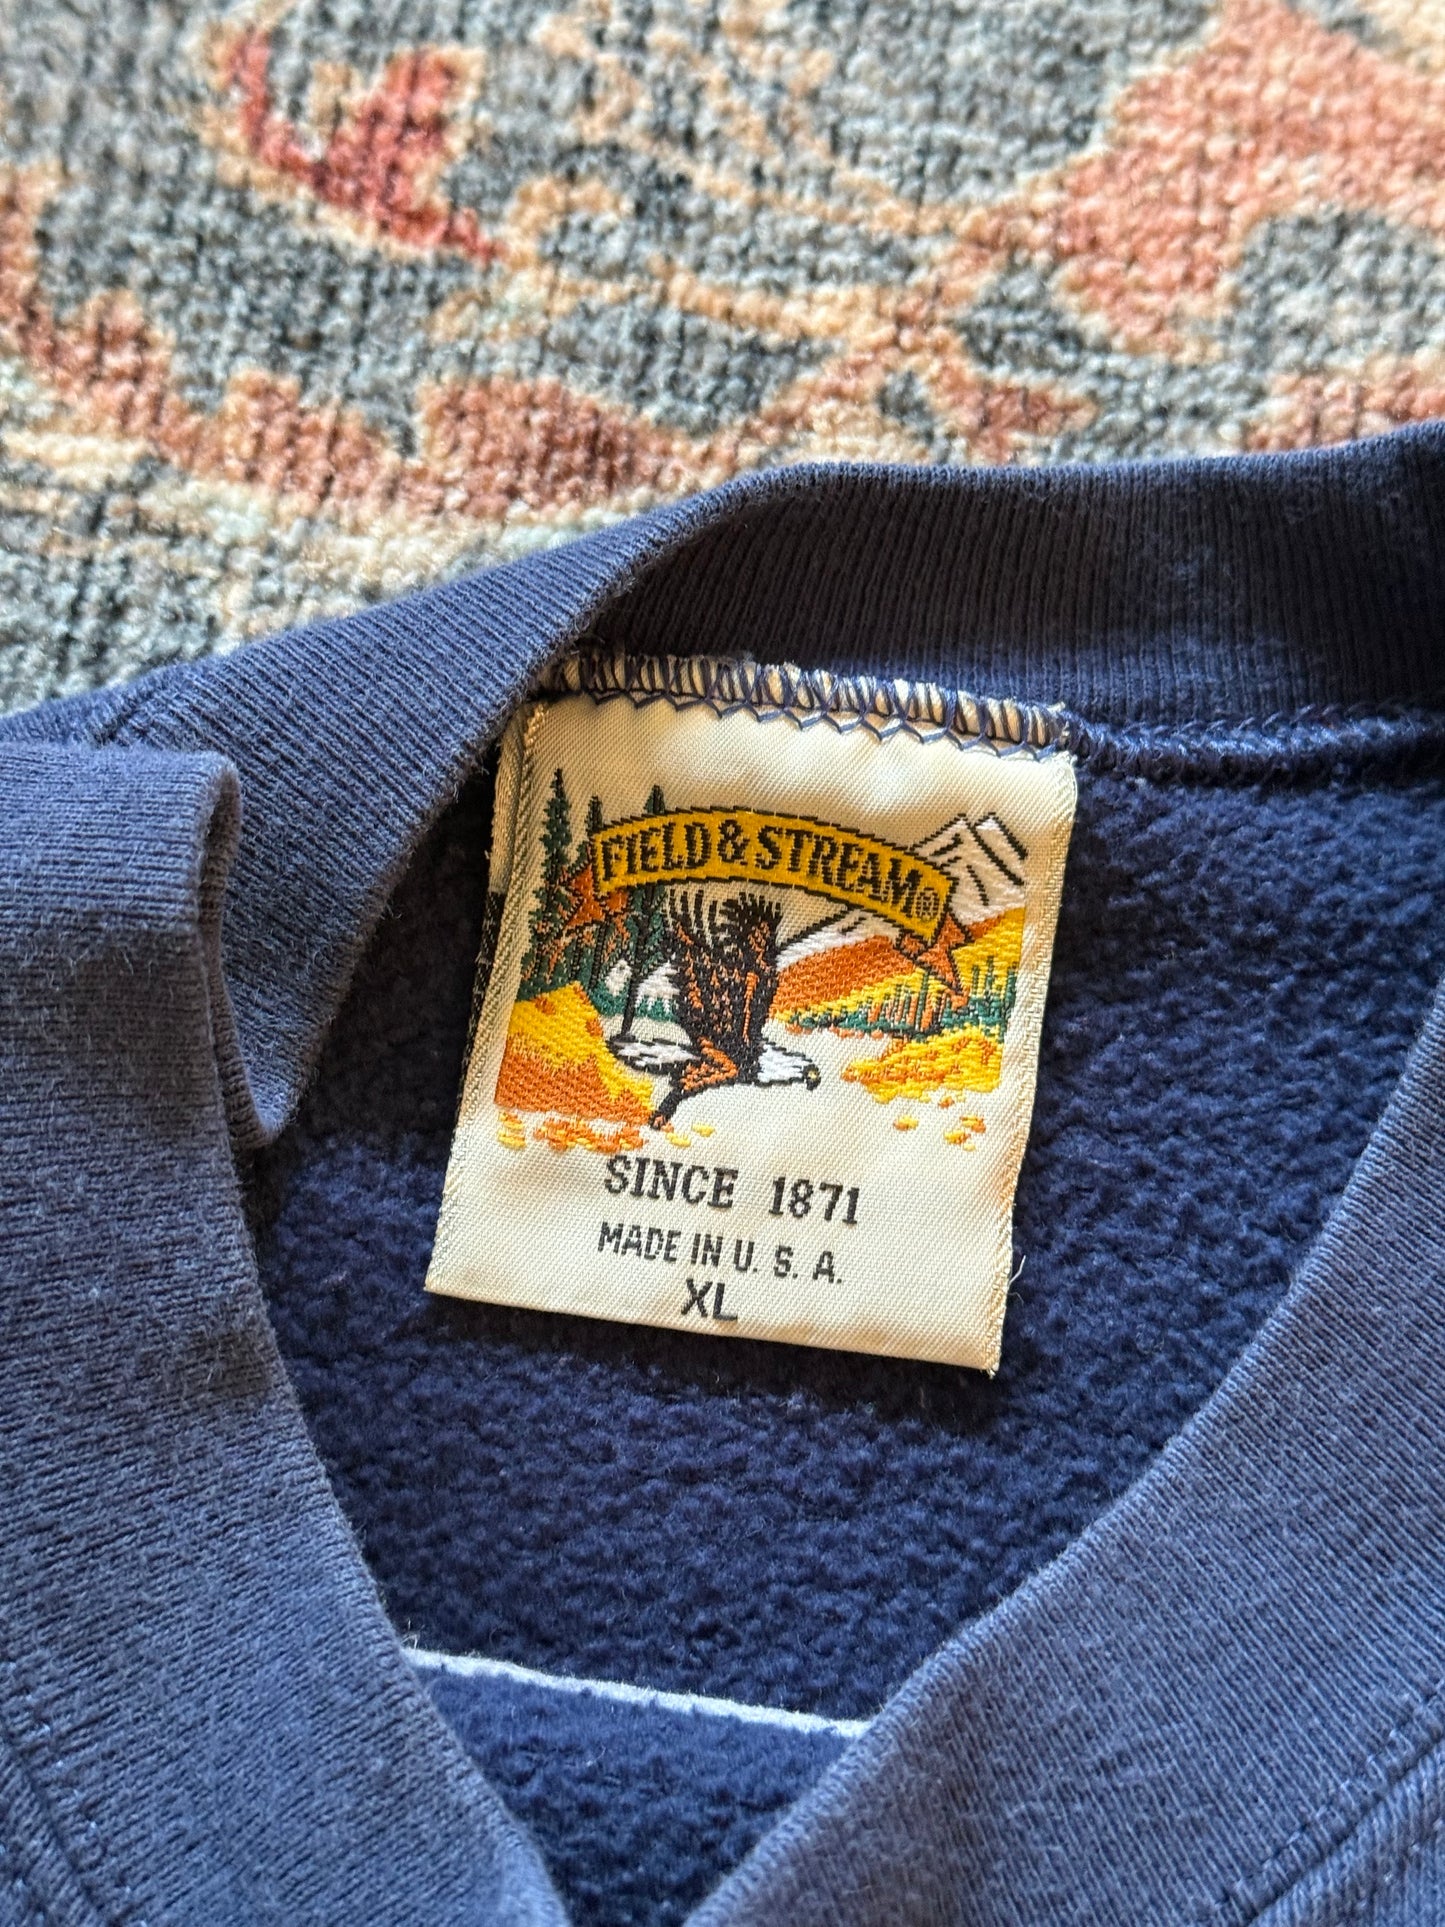 FIELD & STREAM®
SINCE 1871
MADE IN U. S. A.
XL